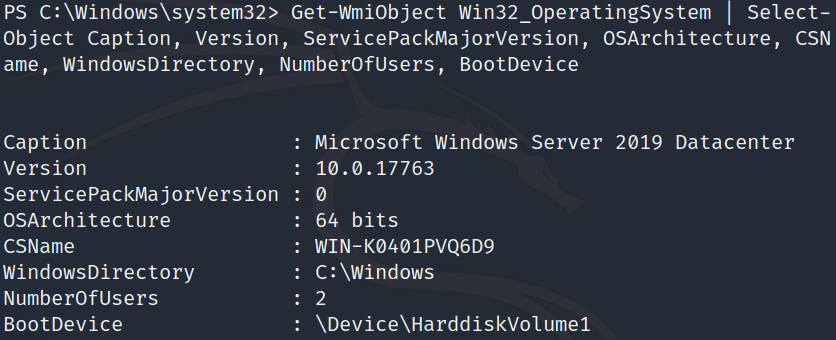 PS C:\Windows\system32> Get-WmiObject Win32_OperatingSystem | Select-
Object Caption, Version, ServicePackMajorVersion, OSArchitecture, CSN
ame, WindowsDirectory, NumberOfUsers, BootDevice
Caption : Microsoft Windows Server 2019 Datacenter
Version : 10.0.17763
ServicePackMajorVersion : 0
OSArchitecture : 64 bits
CSName : WIN-K0401PVQ6D9
WindowsDirectory : C:\Windows
NumberOfUsers : 2
BootDevice : \Device\HarddiskVolume1